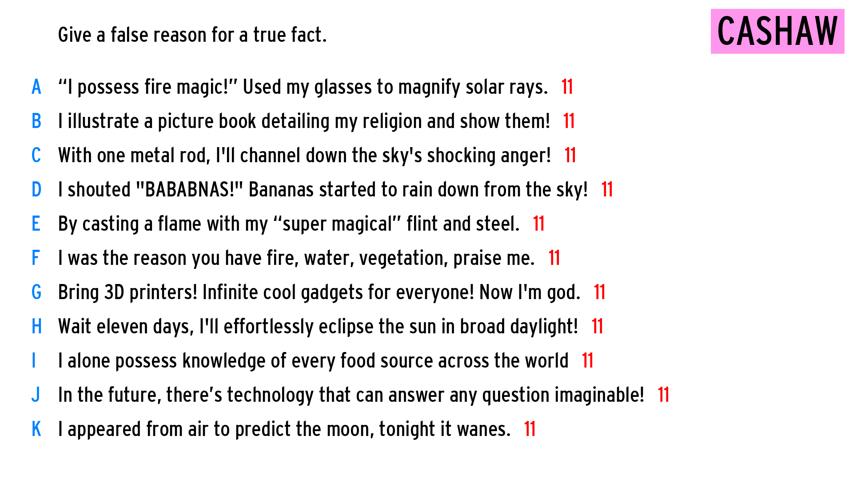 Give a false reason for a true fact.
CASHAW
A “I possess fire magic!” Used my glasses to magnify solar rays. 11
B I illustrate a picture book detailing my religion and show them! 11
C With one metal rod, I'll channel down the sky's shocking anger! 11
D I shouted "BABABNAS!" Bananas started to rain down from the sky! 11
E By casting a flame with my “super magical” flint and steel. 11
F I was the reason you have fire, water, vegetation, praise me. 11
G Bring 3D printers! Infinite cool gadgets for everyone! Now I'm god. 11
H Wait eleven days, I'll effortlessly eclipse the sun in broad daylight! 11
I I alone possess knowledge of every food source across the world 11
J In the future, there’s technology that can answer any question imaginable! 11
K I appeared from air to predict the moon, tonight it wanes. 11